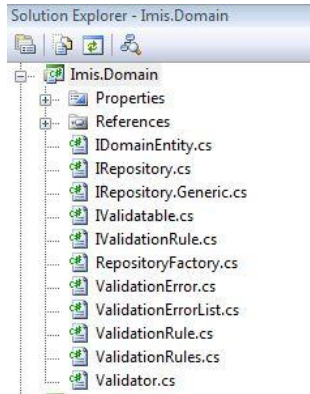 Solution Explorer - Imis.Domain
Imis.Domain
Properties
References
IDomainEntity.cs
IRepository.cs
IRepository.Generic.cs
IValidatable.cs
IValidationRule.cs
RepositoryFactory.cs
ValidationError.cs
ValidationErrorList.cs
ValidationRule.cs
ValidationRules.cs
Validator.cs